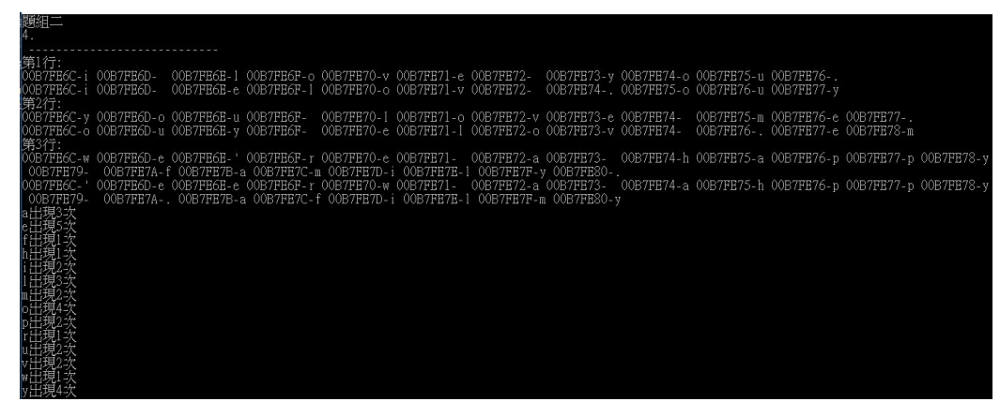 題組二
4.
----------------------------
第1行:
00B7FE6C-i 00B7FE6D-  00B7FE6E-l 00B7FE6F-o 00B7FE70-v 00B7FE71-e 00B7FE72-  00B7FE73-y 00B7FE74-o 00B7FE75-u 00B7FE76-.
00B7FE6C-i 00B7FE6D-  00B7FE6E-e 00B7FE6F-l 00B7FE70-o 00B7FE71-v 00B7FE72-  00B7FE74-. 00B7FE75-o 00B7FE76-u 00B7FE77-y
第2行:
00B7FE6C-y 00B7FE6D-o 00B7FE6E-u 00B7FE6F-  00B7FE70-l 00B7FE71-o 00B7FE72-v 00B7FE73-e 00B7FE74-  00B7FE75-m 00B7FE76-e 00B7FE77-.
00B7FE6C-o 00B7FE6D-u 00B7FE6E-y 00B7FE6F-  00B7FE70-e 00B7FE71-l 00B7FE72-o 00B7FE73-v 00B7FE74-  00B7FE76-. 00B7FE77-e 00B7FE78-m
第3行:
00B7FE6C-w 00B7FE6D-e 00B7FE6E-' 00B7FE6F-r 00B7FE70-e 00B7FE71-  00B7FE72-a 00B7FE73-  00B7FE74-h 00B7FE75-a 00B7FE76-p 00B7FE77-p 00B7FE78-y
00B7FE79-  00B7FE7A-f 00B7FE7B-a 00B7FE7C-m 00B7FE7D-i 00B7FE7E-l 00B7FE7F-y 00B7FE80-.
00B7FE6C-' 00B7FE6D-e 00B7FE6E-e 00B7FE6F-r 00B7FE70-w 00B7FE71-  00B7FE72-a 00B7FE73-  00B7FE74-a 00B7FE75-h 00B7FE76-p 00B7FE77-p 00B7FE78-y
00B7FE79-  00B7FE7A-. 00B7FE7B-a 00B7FE7C-f 00B7FE7D-i 00B7FE7E-l 00B7FE7F-m 00B7FE80-y
a出現3次
e出現5次
f出現1次
h出現1次
i出現2次
l出現3次
m出現2次
o出現4次
p出現2次
r出現1次
u出現2次
v出現2次
w出現1次
y出現4次